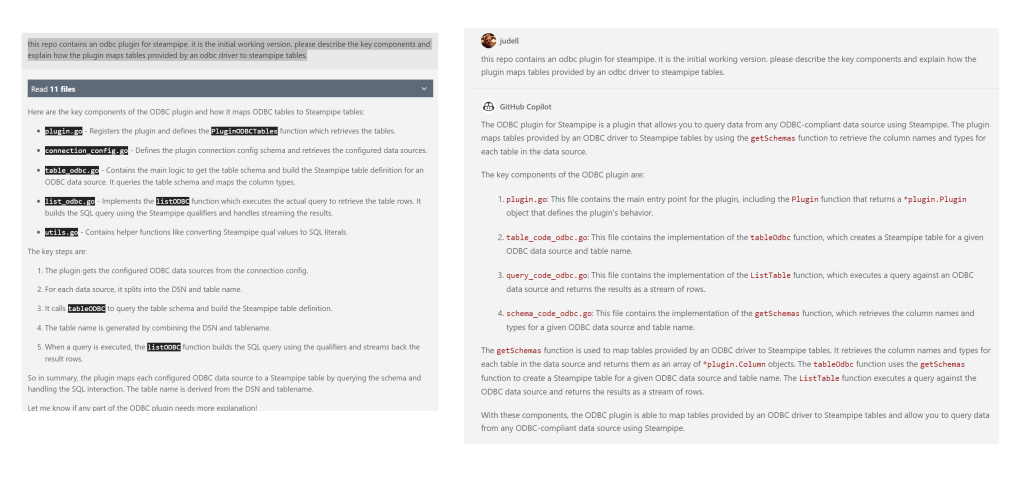 this repo contains an odbc plugin for steampipe. it is the initial working version. please describe the key components and
explain how the plugin maps tables provided by an odbc driver to steampipe tables.
Read 11 files
Here are the key components of the ODBC plugin and how it maps ODBC tables to Steampipe tables:
• plugin.go - Registers the plugin and defines the PluginODBCTables function which retrieves the tables.
• connection_config.go - Defines the plugin connection config schema and retrieves the configured data sources.
• table_odbc.go - Contains the main logic to get the table schema and build the Steampipe table definition for an
ODBC data source. It queries the table schema and maps the column types.
• list_odbc.go - Implements the listODBC function which executes the actual query to retrieve the table rows. It
builds the SQL query using the Steampipe qualifiers and handles streaming the results.
• utils.go - Contains helper functions like converting Steampipe qual values to SQL literals.
The key steps are:
1. The plugin gets the configured ODBC data sources from the connection config.
2. For each data source, it splits into the DSN and table name.
3. It calls tableODBC to query the table schema and build the Steampipe table definition.
4. The table name is generated by combining the DSN and tablename.
5. When a query is executed, the listODBC function builds the SQL query using the qualifiers and streams back the
result rows.
So in summary, the plugin maps each configured ODBC data source to a Steampipe table by querying the schema and
handling the SQL interaction. The table name is derived from the DSN and tablename.
Let me know if any part of the ODBC plugin needs more explanation!
judell
this repo contains an odbc plugin for steampipe. it is the initial working version. please describe the key components and explain how the
plugin maps tables provided by an odbc driver to steampipe tables.
GitHub Copilot
The ODBC plugin for Steampipe is a plugin that allows you to query data from any ODBC-compliant data source using Steampipe. The plugin
maps tables provided by an ODBC driver to Steampipe tables by using the getSchemas function to retrieve the column names and types for
each table in the data source.
The key components of the ODBC plugin are:
1. plugin.go: This file contains the main entry point for the plugin, including the Plugin function that returns a *plugin.Plugin
object that defines the plugin's behavior.
2. table_code_odbc.go: This file contains the implementation of the tableOdbc function, which creates a Steampipe table for a given
ODBC data source and table name.
3. query_code_odbc.go: This file contains the implementation of the ListTable function, which executes a query against an ODBC
data source and returns the results as a stream of rows.
4. schema_code_odbc.go: This file contains the implementation of the getSchemas function, which retrieves the column names and
types for a given ODBC data source and table name.
The getSchemas function is used to map tables provided by an ODBC driver to Steampipe tables. It retrieves the column names and types for
each table in the data source and returns them as an array of *plugin.Column objects. The tableOdbc function uses the getSchemas
function to create a Steampipe table for a given ODBC data source and table name. The ListTable function executes a query against the
ODBC data source and returns the results as a stream of rows.
With these components, the ODBC plugin is able to map tables provided by an ODBC driver to Steampipe tables and allow you to query data
from any ODBC-compliant data source using Steampipe.